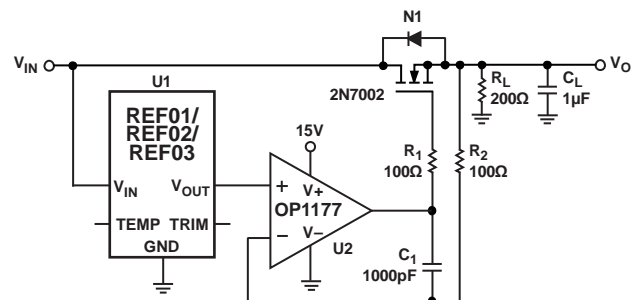 N1
V_IN
V_O
U1
2N7002
R_L
200Ω
C_L
1µF
REF01/
REF02/
REF03
15V
R_1
100Ω
R_2
100Ω
V_IN
V_OUT
+
V+
OP1177
TEMP
TRIM
–
V–
U2
GND
C_1
1000pF